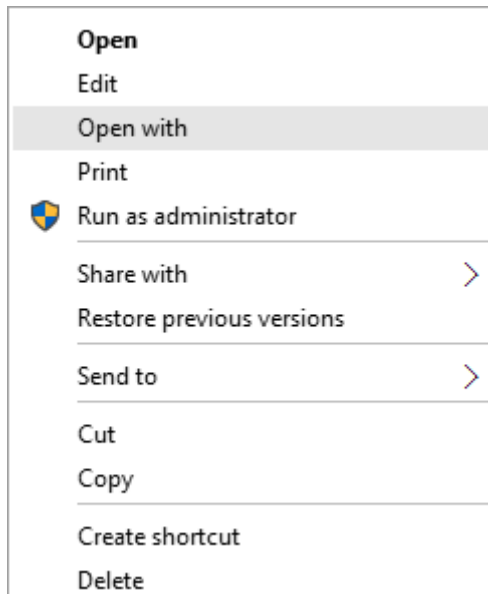 Open
Edit
Open with
Print
Run as administrator
Share with
Restore previous versions
Send to
Cut
Copy
Create shortcut
Delete